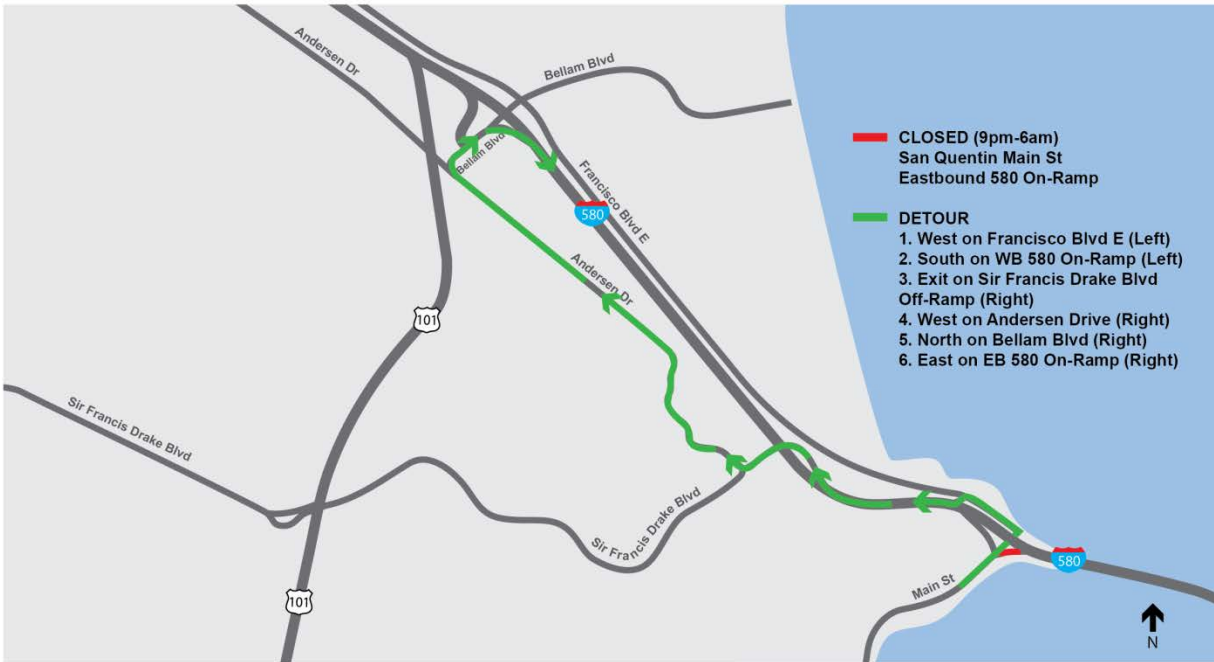 Andersen Dr
Bellam Blvd
Bellam Blvd
Francisco Blvd E
580
Andersen Dr
101
Sir Francis Drake Blvd
Sir Francis Drake Blvd
101
Main St
580
N
CLOSED (9pm-6am)
San Quentin Main St
Eastbound 580 On-Ramp
DETOUR
1. West on Francisco Blvd E (Left)
2. South on WB 580 On-Ramp (Left)
3. Exit on Sir Francis Drake Blvd
Off-Ramp (Right)
4. West on Andersen Drive (Right)
5. North on Bellam Blvd (Right)
6. East on EB 580 On-Ramp (Right)